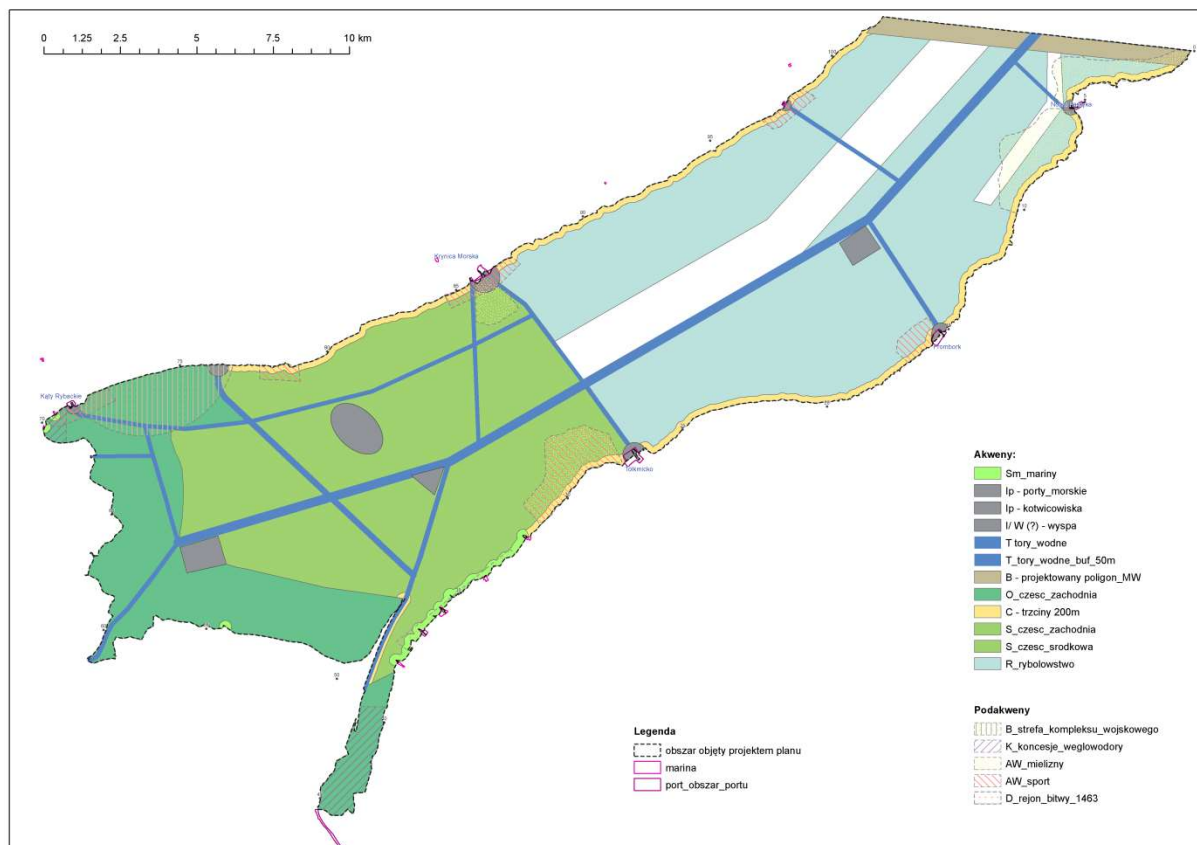 0 1.25 2.5 5 7.5 10 km
Krynica Morska
Kąty Rybackie
Frombork
Tolkmicko
Akweny:
Sm_mariny
Ip - porty_morskie
Ip - kotwicowiska
I/ W (?) - wyspa
T tory_wodne
T_tory_wodne_buf_50m
B - projektowany poligon_MW
O_czesc_zachodnia
C - trzciny 200m
S_czesc_zachodnia
S_czesc_srodkowa
R_rybolowstwo
Podakweny
B_strefa_kompleksu_wojskowego
K_koncesje_weglowodory
AW_mielizny
AW_sport
D_rejon_bitwy_1463
Legenda
obszar objęty projektem planu
marina
port_obszar_portu